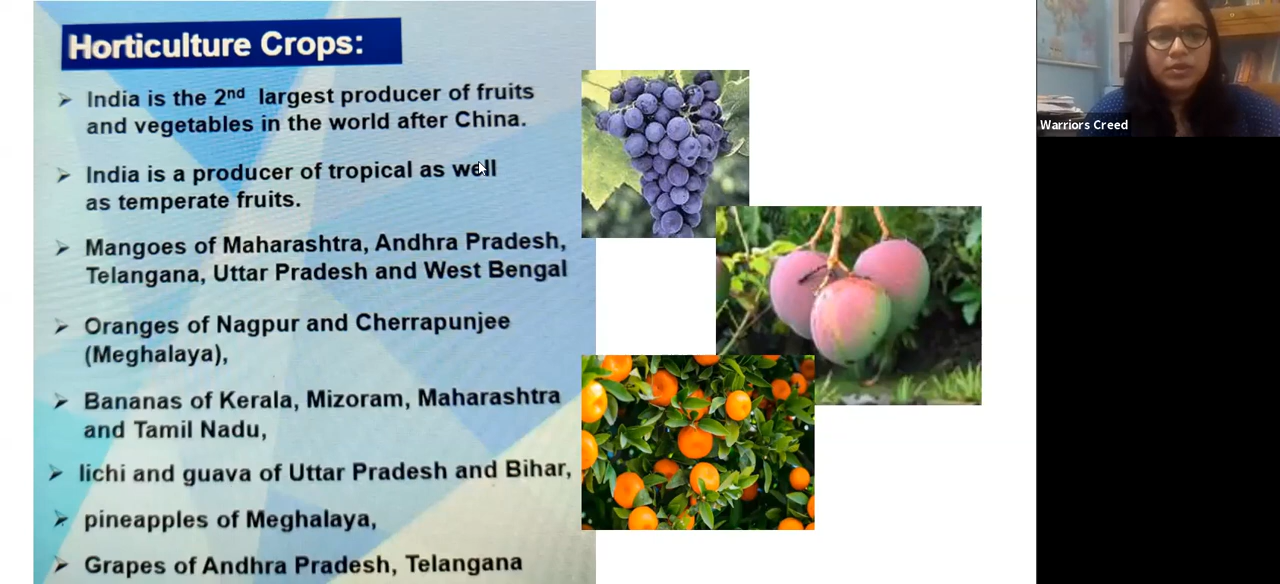 Horticulture Crops:
India is the 2nd largest producer of fruits
and vegetables in the world after China.
India is a producer of tropical as well
as temperate fruits.
Mangoes of Maharashtra, Andhra Pradesh,
Telangana, Uttar Pradesh and West Bengal
Oranges of Nagpur and Cherrapunjee
(Meghalaya),
Bananas of Kerala, Mizoram, Maharashtra
and Tamil Nadu,
lichi and guava of Uttar Pradesh and Bihar,
pineapples of Meghalaya,
Grapes of Andhra Pradesh, Telangana
Warriors Creed